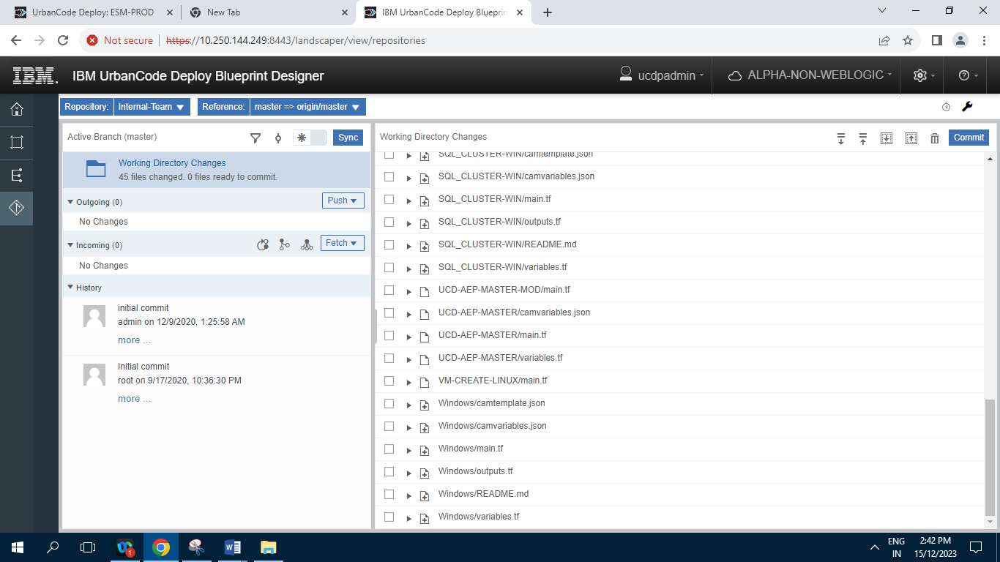 UrbanCode Deploy: ESM-PROD
New Tab
IBM UrbanCode Deploy Blueprin
Not secure
https://10.250.144.249:8443/landscaper/view/repositories
IBM.
IBM UrbanCode Deploy Blueprint Designer
ucdpadmin
ALPHA-NON-WEBLOGIC
Repository: Internal-Team
Reference: master => origin/master
Active Branch (master)
Sync
Working Directory Changes
45 files changed. 0 files ready to commit.
Outgoing (0)
Push
No Changes
Incoming (0)
Fetch
No Changes
History
initial commit
admin on 12/9/2020, 1:25:58 AM
more ...
Initial commit
root on 9/17/2020, 10:36:30 PM
more ...
Working Directory Changes
Commit
SQL_CLUSTER-WIN/camtemplate.json
SQL_CLUSTER-WIN/camvariables.json
SQL_CLUSTER-WIN/main.tf
SQL_CLUSTER-WIN/outputs.tf
SQL_CLUSTER-WIN/README.md
SQL_CLUSTER-WIN/variables.tf
UCD-AEP-MASTER-MOD/main.tf
UCD-AEP-MASTER/camvariables.json
UCD-AEP-MASTER/main.tf
UCD-AEP-MASTER/variables.tf
VM-CREATE-LINUX/main.tf
Windows/camtemplate.json
Windows/camvariables.json
Windows/main.tf
Windows/outputs.tf
Windows/README.md
Windows/variables.tf
1
ENG
IN
2:42 PM
15/12/2023